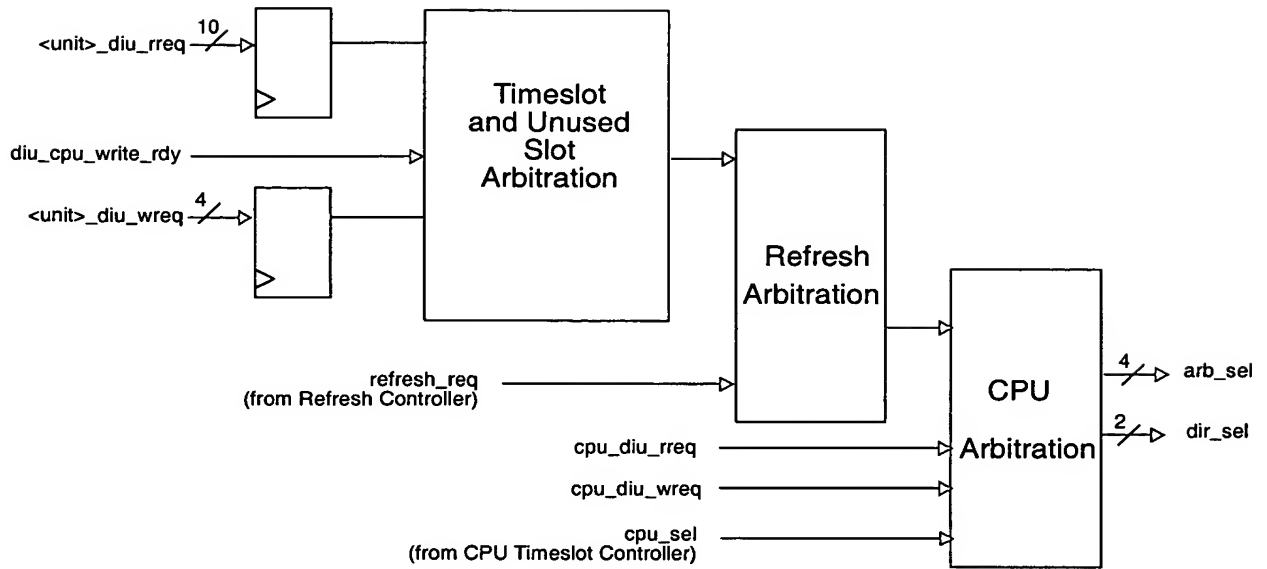 10
<unit>_diu_rreq
diu_cpu_write_rdy
4
<unit>_diu_wreq
Timeslot
and Unused
Slot
Arbitration
Refresh
Arbitration
refresh_req
(from Refresh Controller)
cpu_diu_rreq
cpu_diu_wreq
cpu_sel
(from CPU Timeslot Controller)
CPU
Arbitration
4
arb_sel
2
dir_sel